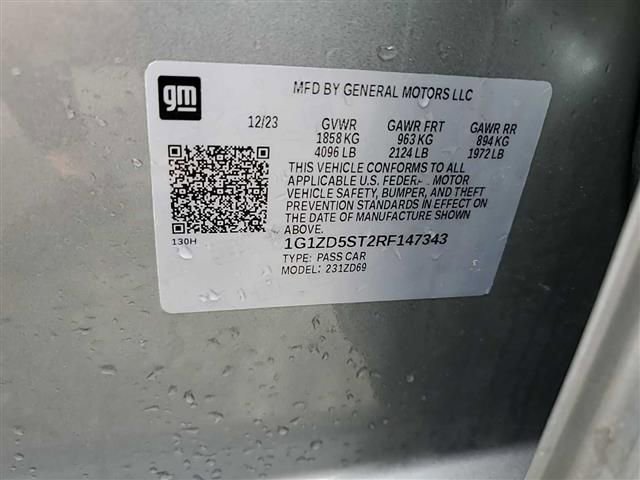 gm
MFD BY GENERAL MOTORS LLC
12/23 GVWR GAWR FRT GAWR RR
1858 KG 963 KG 894 KG
4096 LB 2124 LB 1972 LB
THIS VEHICLE CONFORMS TO ALL
APPLICABLE U.S. FEDER MOTOR
VEHICLE SAFETY, BUMPER, AND THEFT
PREVENTION STANDARDS IN EFFECT ON
THE DATE OF MANUFACTURE SHOWN
ABOVE.
130H
1G1ZD5ST2RF147343
TYPE: PASS CAR
MODEL: 231ZD69